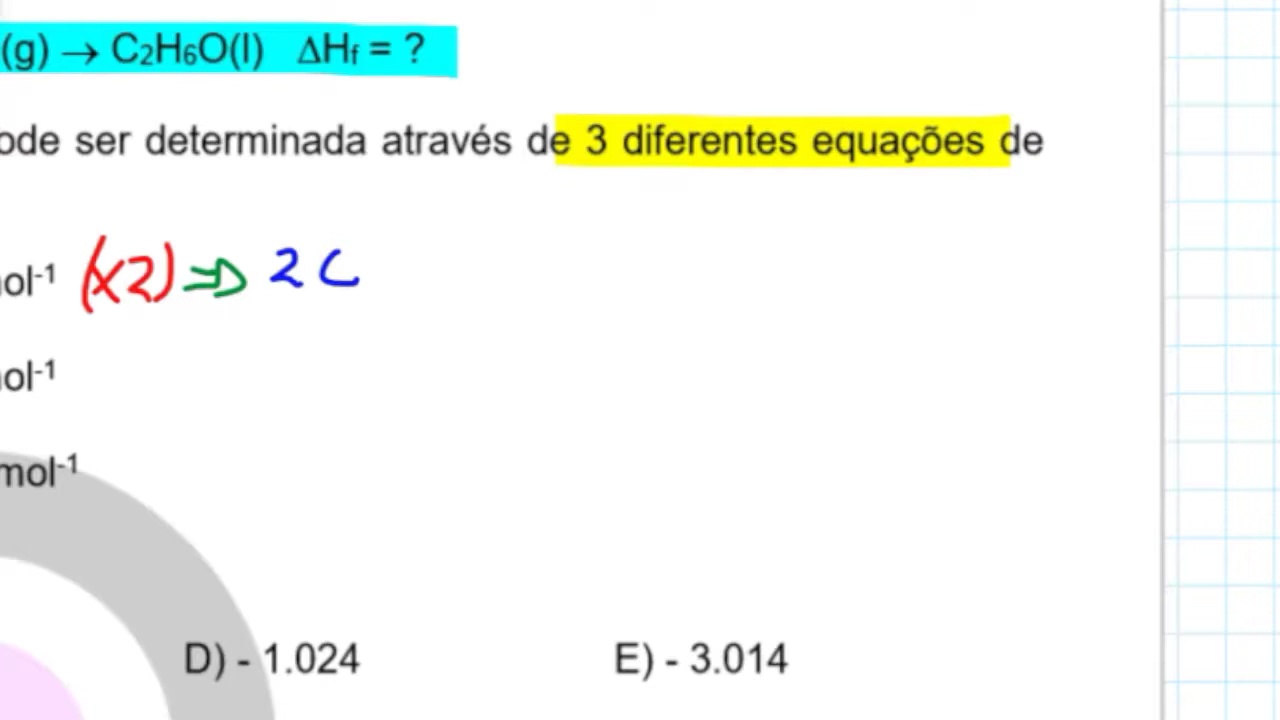 (g) → C₂H₆O(l) ΔHf = ?
ode ser determinada através de 3 diferentes equações de
ol⁻¹ (x2) ⇒ 2 C
ol⁻¹
mol⁻¹
D) - 1.024 E) - 3.014